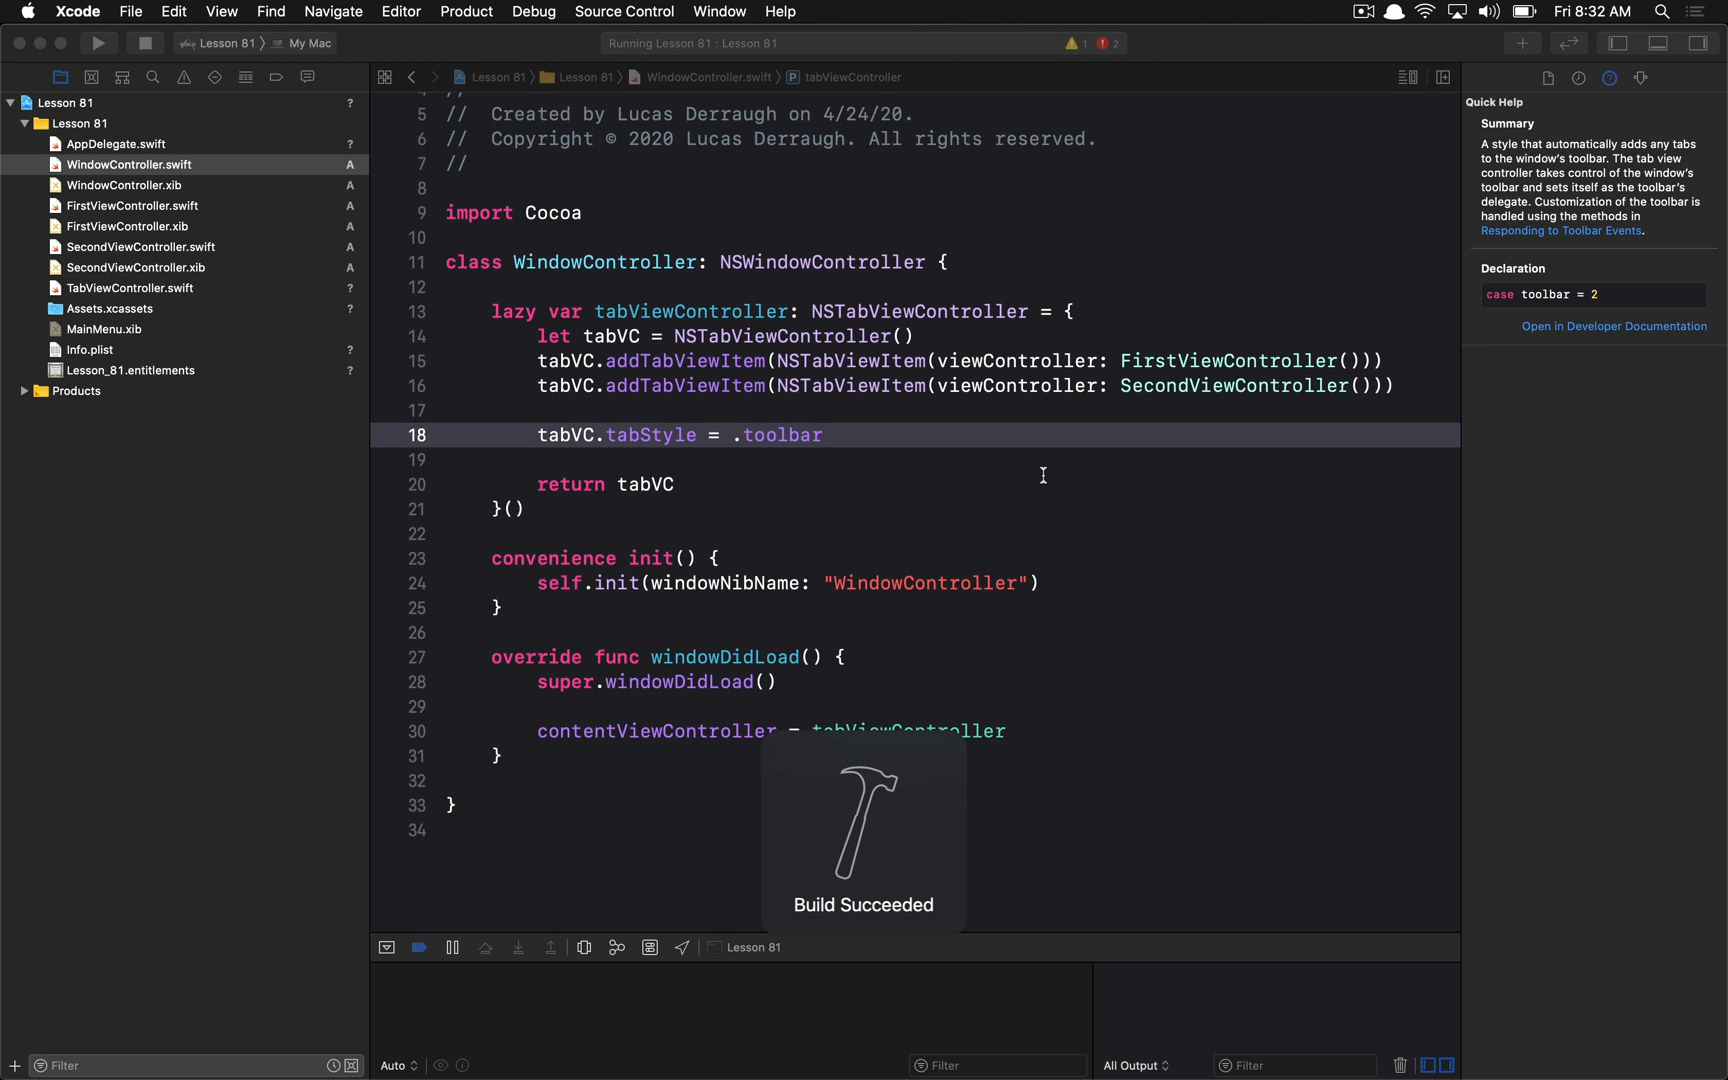 Xcode File Edit View Find Navigate Editor Product Debug Source Control Window Help Fri 8:32 AM
Lesson 81 My Mac Running Lesson 81 : Lesson 81 1 2
Lesson 81 Lesson 81 WindowController.swift P tabViewController
Lesson 81 ?
Lesson 81
AppDelegate.swift ?
WindowController.swift A
WindowController.xib A
FirstViewController.swift A
FirstViewController.xib A
SecondViewController.swift A
SecondViewController.xib A
TabViewController.swift ?
Assets.xcassets ?
MainMenu.xib
Info.plist ?
Lesson_81.entitlements ?
Products
Filter
5 // Created by Lucas Derraugh on 4/24/20.
6 // Copyright © 2020 Lucas Derraugh. All rights reserved.
7 //
8
9 import Cocoa
10
11 class WindowController: NSWindowController {
12
13 lazy var tabViewController: NSTabViewController = {
14 let tabVC = NSTabViewController()
15 tabVC.addTabViewItem(NSTabViewItem(viewController: FirstViewController()))
16 tabVC.addTabViewItem(NSTabViewItem(viewController: SecondViewController()))
17
18 tabVC.tabStyle = .toolbar
19
20 return tabVC
21 }()
22
23 convenience init() {
24 self.init(windowNibName: "WindowController")
25 }
26
27 override func windowDidLoad() {
28 super.windowDidLoad()
29
30 contentViewController = tabViewController
31 }
32
33 }
34
Build Succeeded
Lesson 81
Auto
Filter
All Output
Filter
Quick Help
Summary
A style that automatically adds any tabs
to the window's toolbar. The tab view
controller takes control of the window's
toolbar and sets itself as the toolbar's
delegate. Customization of the toolbar is
handled using the methods in
Responding to Toolbar Events.
Declaration
case toolbar = 2
Open in Developer Documentation